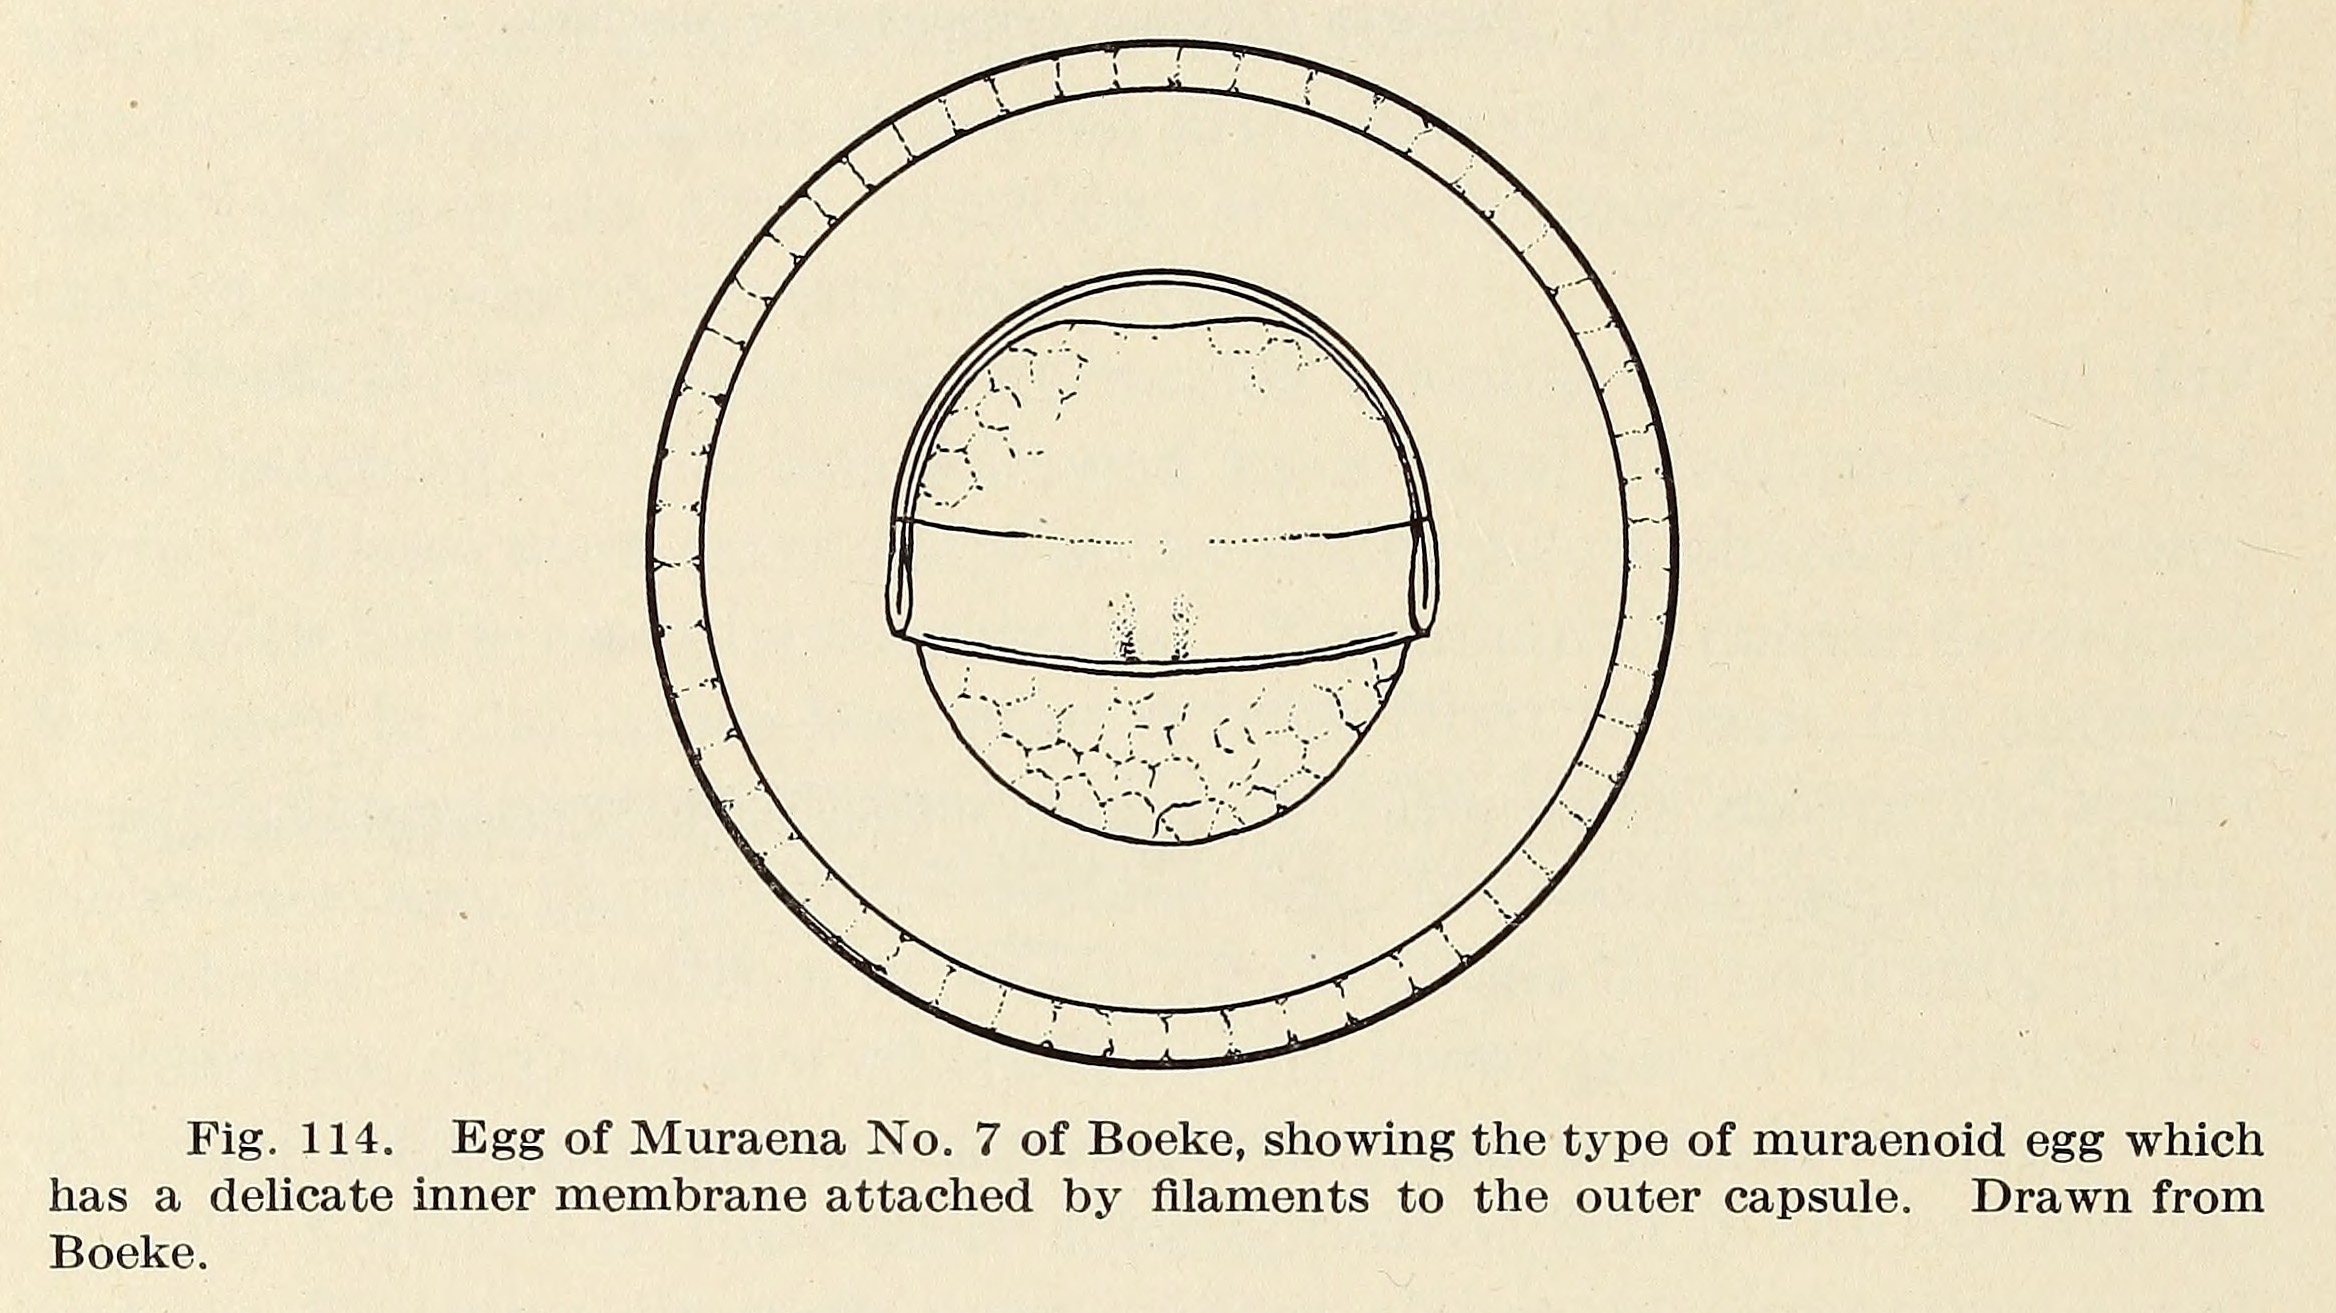 Fig. 114. Egg of Muraena No. 7 of Boeke, showing the type of muraenoid egg which
has a delicate inner membrane attached by filaments to the outer capsule. Drawn from
Boeke.